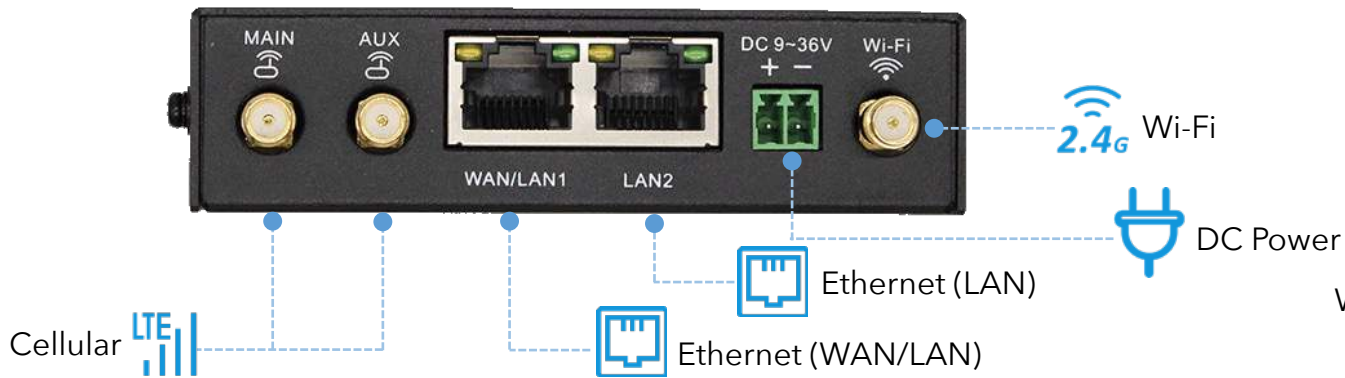 MAIN
AUX
DC 9~36V
+ −
Wi-Fi
2.4G
Wi-Fi
WAN/LAN1
LAN2
DC Power
Ethernet (LAN)
W
LTE
Cellular
Ethernet (WAN/LAN)